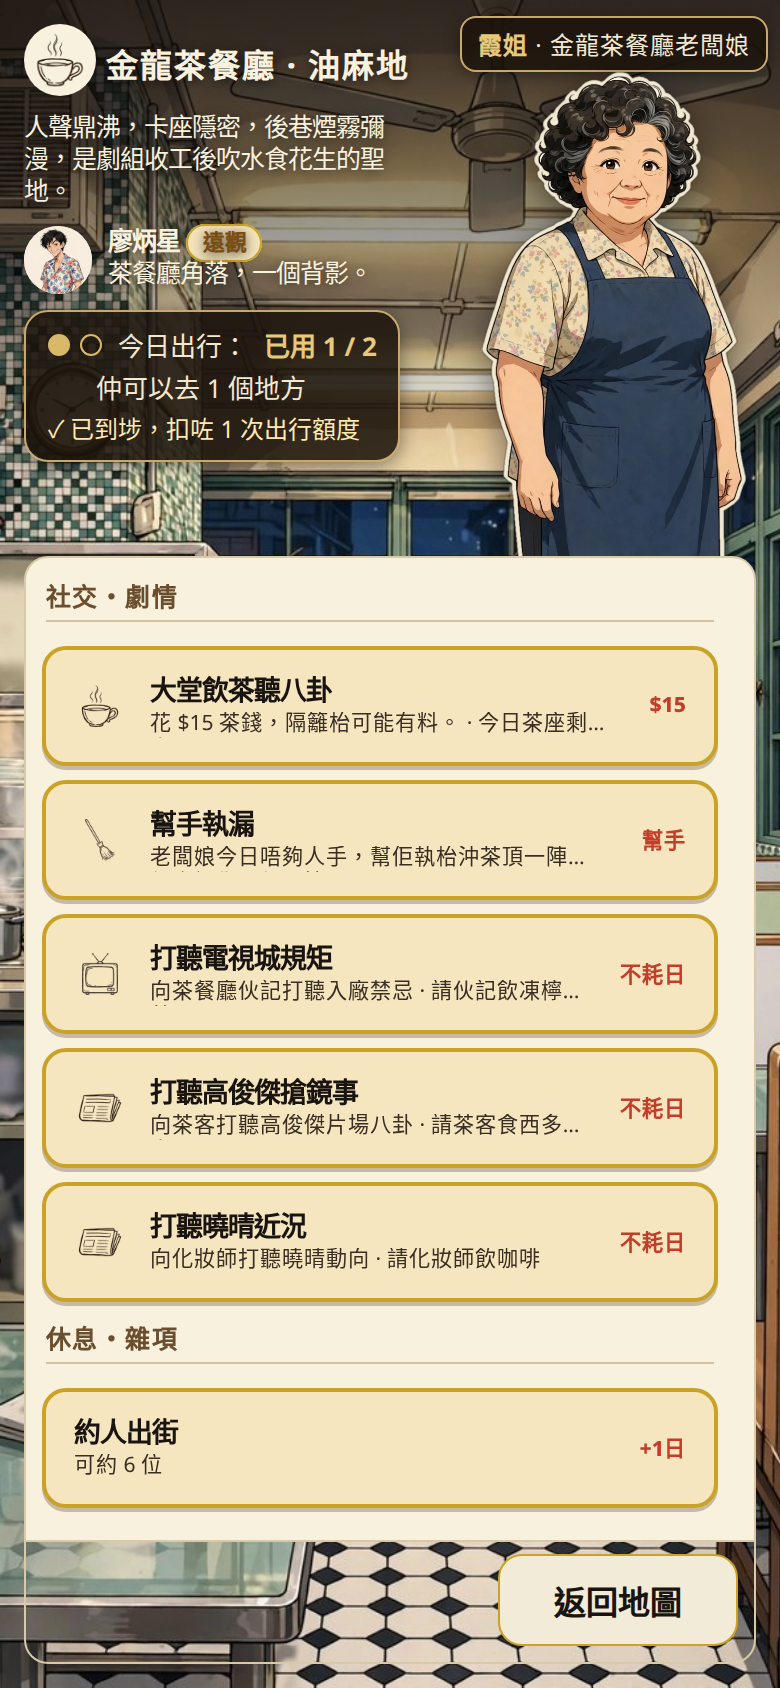 金龍茶餐廳·油麻地
霞姐 · 金龍茶餐廳老闆娘
人聲鼎沸，卡座隱密，後巷煙霧彌
漫，是劇組收工後吹水食花生的聖
地。
廖炳星 遠觀
茶餐廳角落，一個背影。
今日出行： 已用 1 / 2
仲可以去 1 個地方
✓ 已到埗，扣咗 1 次出行額度
社交・劇情
大堂飲茶聽八卦
花 $15 茶錢，隔籬枱可能有料。 · 今日茶座剩…
$15
幫手執漏
老闆娘今日唔夠人手，幫佢執枱沖茶頂一陣…
幫手
打聽電視城規矩
向茶餐廳伙記打聽入廠禁忌 · 請伙記飲凍檸…
不耗日
打聽高俊傑搶鏡事
向茶客打聽高俊傑片場八卦 · 請茶客食西多…
不耗日
打聽曉晴近況
向化妝師打聽曉晴動向 · 請化妝師飲咖啡
不耗日
休息・雜項
約人出街
可約 6 位
+1日
返回地圖